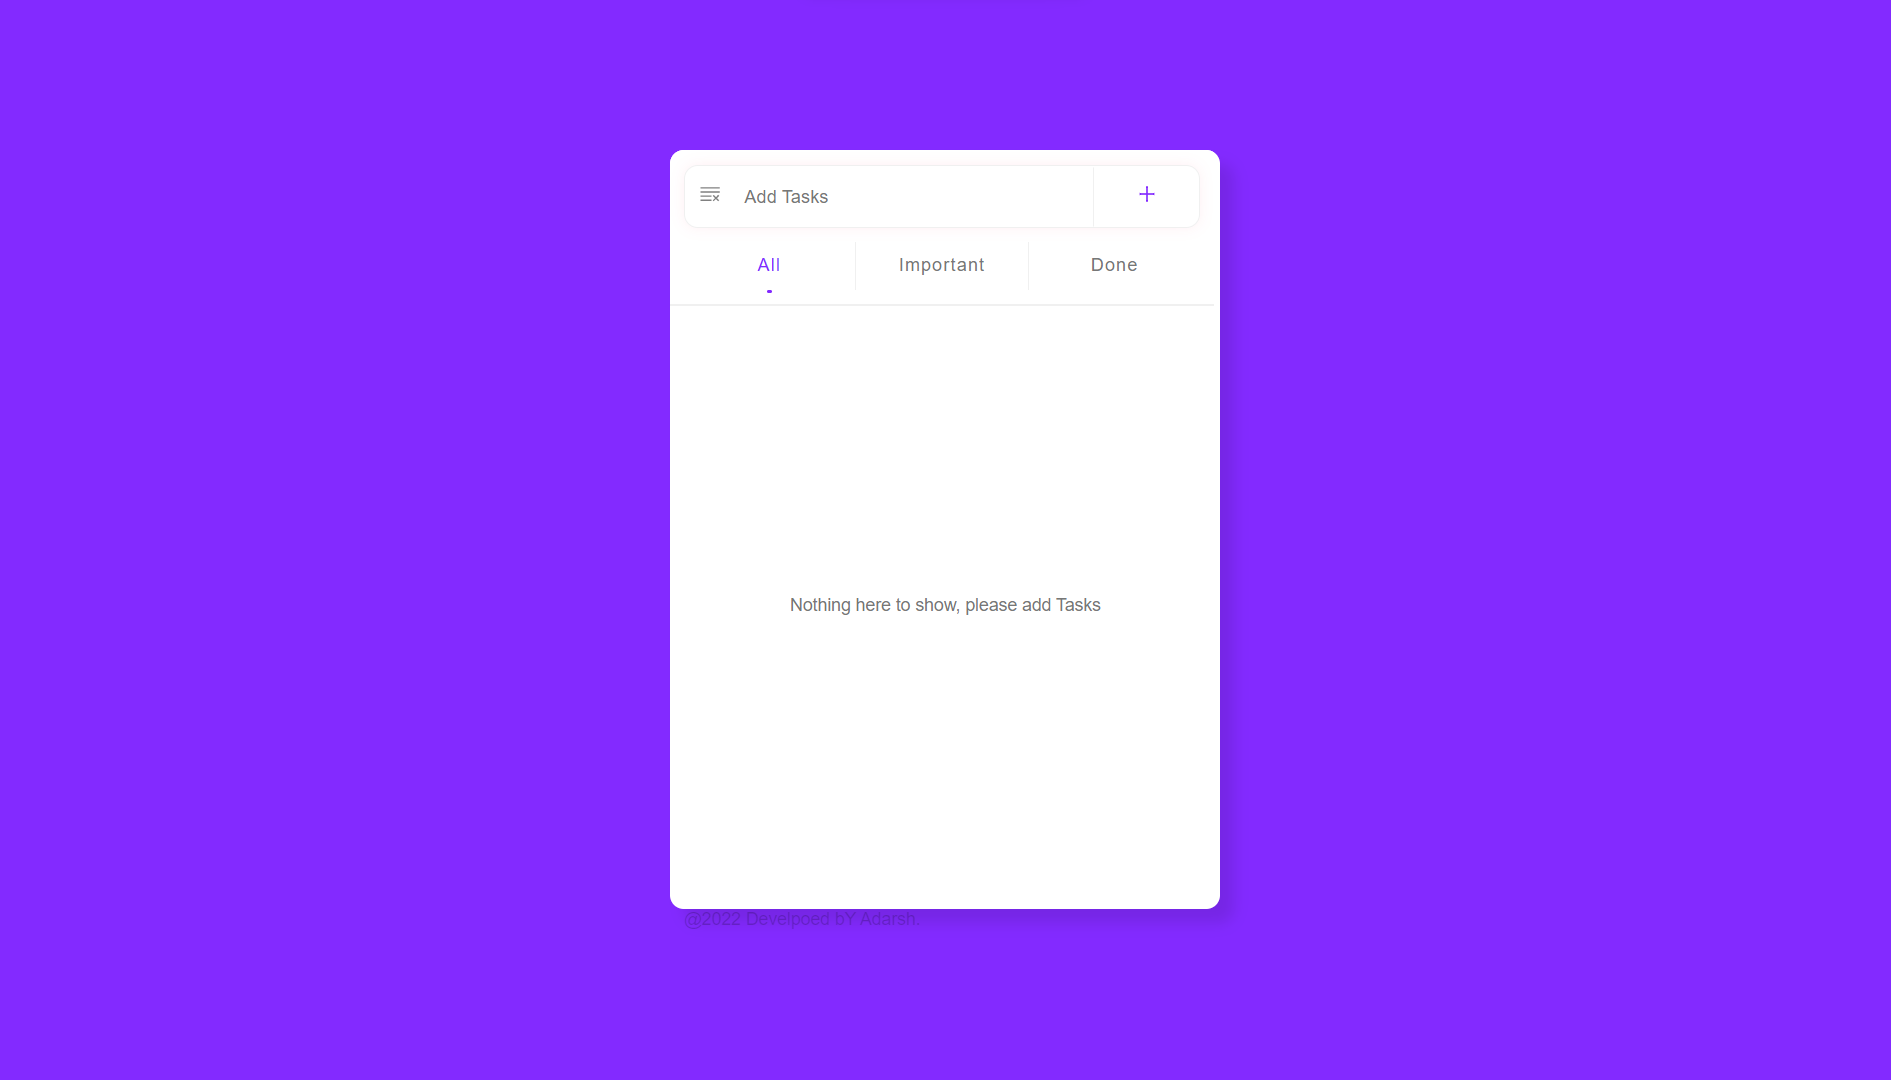 Add Tasks
All Important Done
Nothing here to show, please add Tasks
@2022 Develpoed bY Adarsh.